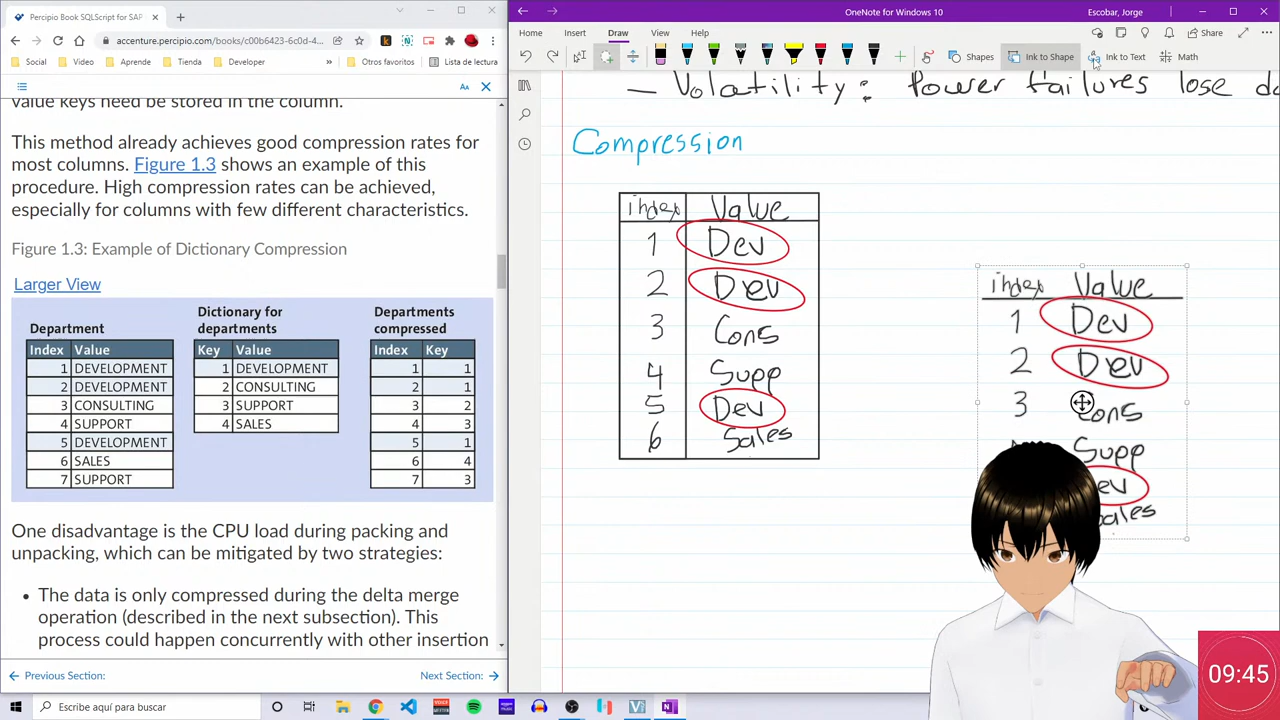 Percipio Book SQLScript for SAP
accenture.percipio.com/books/c00b6423-6c0d-4...
Social
Video
Aprende
Tienda
Developer
Otros favoritos
value keys need be stored in the column.
This method already achieves good compression rates for
most columns. Figure 1.3 shows an example of this
procedure. High compression rates can be achieved,
especially for columns with few different characteristics.
Figure 1.3: Example of Dictionary Compression
Larger View
Department
Index Value
1 DEVELOPMENT
2 DEVELOPMENT
3 CONSULTING
4 SUPPORT
5 DEVELOPMENT
6 SALES
7 SUPPORT
Dictionary for
departments
Key Value
1 DEVELOPMENT
2 CONSULTING
3 SUPPORT
4 SALES
Departments
compressed
Index Key
1 1
2 1
3 2
4 3
5 1
6 4
7 3
One disadvantage is the CPU load during packing and
unpacking, which can be mitigated by two strategies:
• The data is only compressed during the delta merge
operation (described in the next subsection). This
process could happen concurrently with other insertion
Previous Section:
Next Section:
OneNote for Windows 10
Escobar, Jorge
Home
Insert
Draw
View
Help
Share
Shapes
Ink to Shape
Ink to Text
Math
- Volatility: Power failures lose da
Compression
index Value
1 Dev
2 Dev
3 Cons
4 Supp
5 Dev
6 Sales
index Value
1 Dev
2 Dev
3 Cons
Supp
ev
ales
09:45
Escribe aquí para buscar